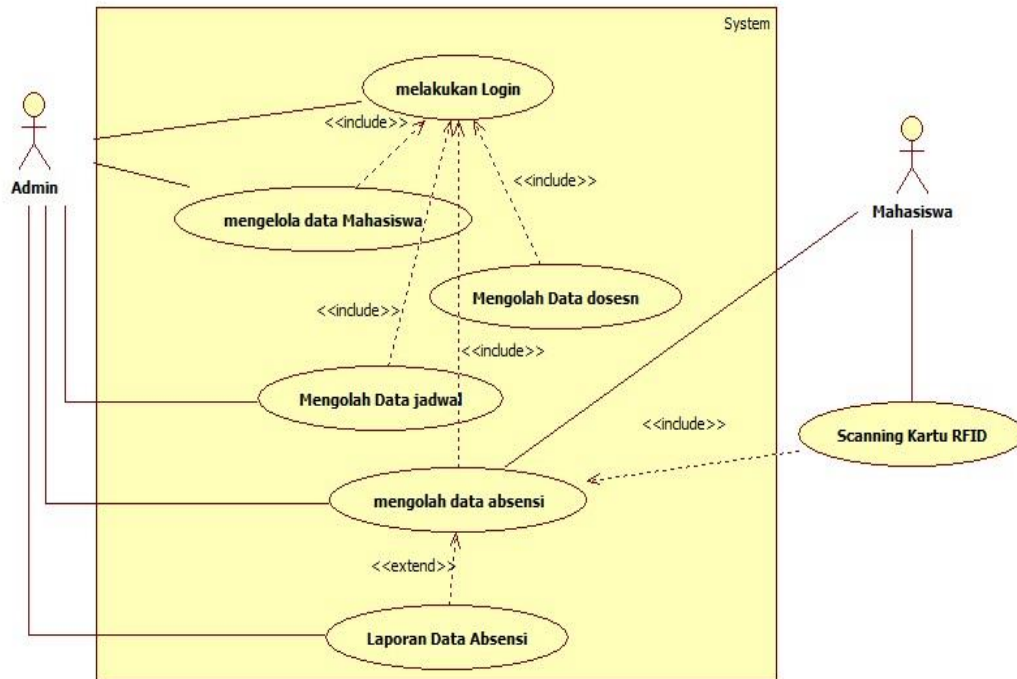 System
melakukan Login
<<include>>
Admin
mengelola data Mahasiswa
<<include>>
Mahasiswa
Mengolah Data dosesn
<<include>>
<<include>>
Mengolah Data jadwal
<<include>>
Scanning Kartu RFID
mengolah data absensi
<<extend>>
Laporan Data Absensi